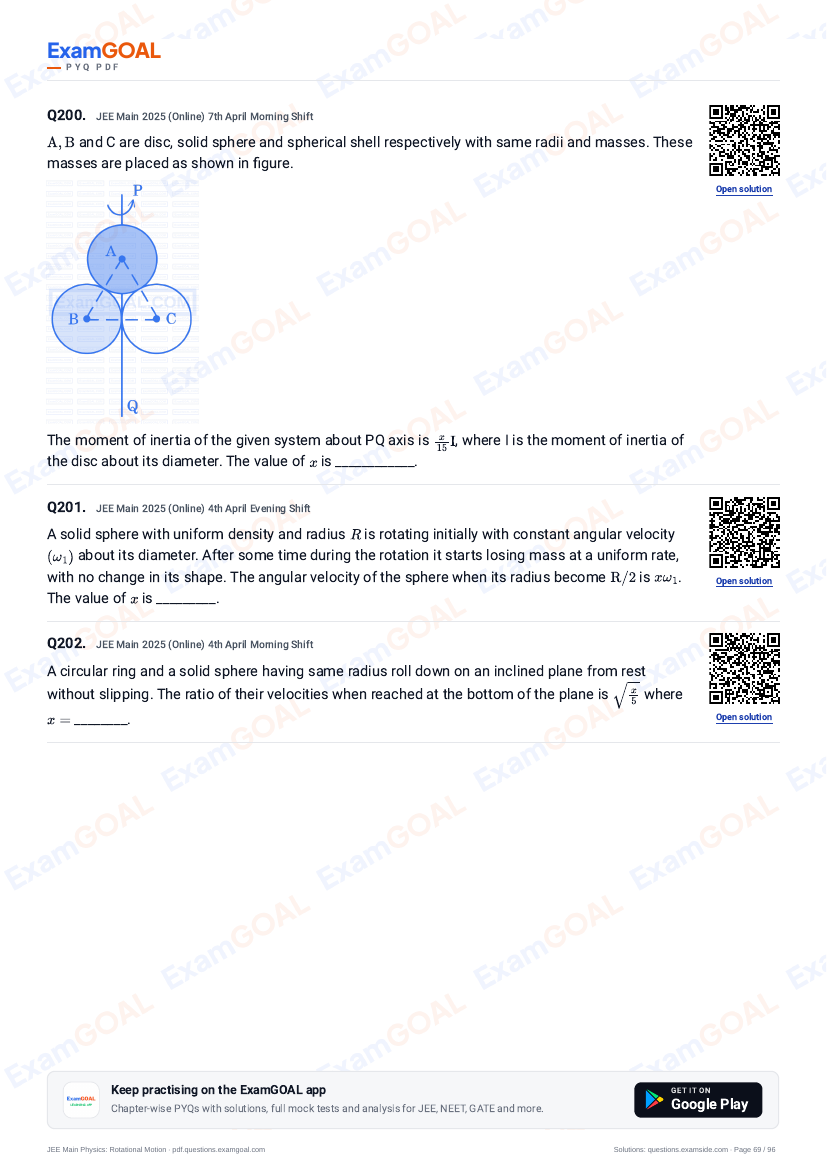 ExamGOAL
PYQ PDF
Q200. JEE Main 2025 (Online) 7th April Morning Shift
A, B and C are disc, solid sphere and spherical shell respectively with same radii and masses. These
masses are placed as shown in figure.
Open solution
P
A
B
C
Q
The moment of inertia of the given system about PQ axis is x/15 I, where I is the moment of inertia of
the disc about its diameter. The value of x is ____________.
Q201. JEE Main 2025 (Online) 4th April Evening Shift
A solid sphere with uniform density and radius R is rotating initially with constant angular velocity
(ω₁) about its diameter. After some time during the rotation it starts losing mass at a uniform rate,
with no change in its shape. The angular velocity of the sphere when its radius become R/2 is xω₁.
The value of x is _________.
Open solution
Q202. JEE Main 2025 (Online) 4th April Morning Shift
A circular ring and a solid sphere having same radius roll down on an inclined plane from rest
without slipping. The ratio of their velocities when reached at the bottom of the plane is √(x/5) where
x = ________.
Open solution
ExamGOAL
Keep practising on the ExamGOAL app
Chapter-wise PYQs with solutions, full mock tests and analysis for JEE, NEET, GATE and more.
GET IT ON
Google Play
JEE Main Physics: Rotational Motion · pdf.questions.examgoal.com
Solutions: questions.examside.com · Page 69 / 96